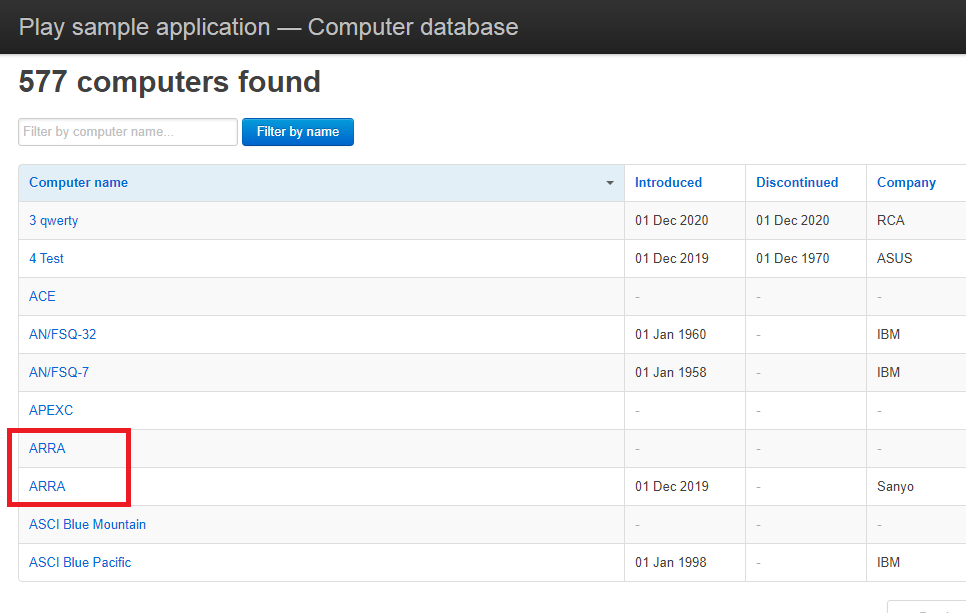 Play sample application — Computer database
577 computers found
Filter by computer name... Filter by name
Computer name Introduced Discontinued Company
3 qwerty 01 Dec 2020 01 Dec 2020 RCA
4 Test 01 Dec 2019 01 Dec 1970 ASUS
ACE - - -
AN/FSQ-32 01 Jan 1960 - IBM
AN/FSQ-7 01 Jan 1958 - IBM
APEXC - - -
ARRA - - -
ARRA 01 Dec 2019 - Sanyo
ASCI Blue Mountain - - -
ASCI Blue Pacific 01 Jan 1998 - IBM